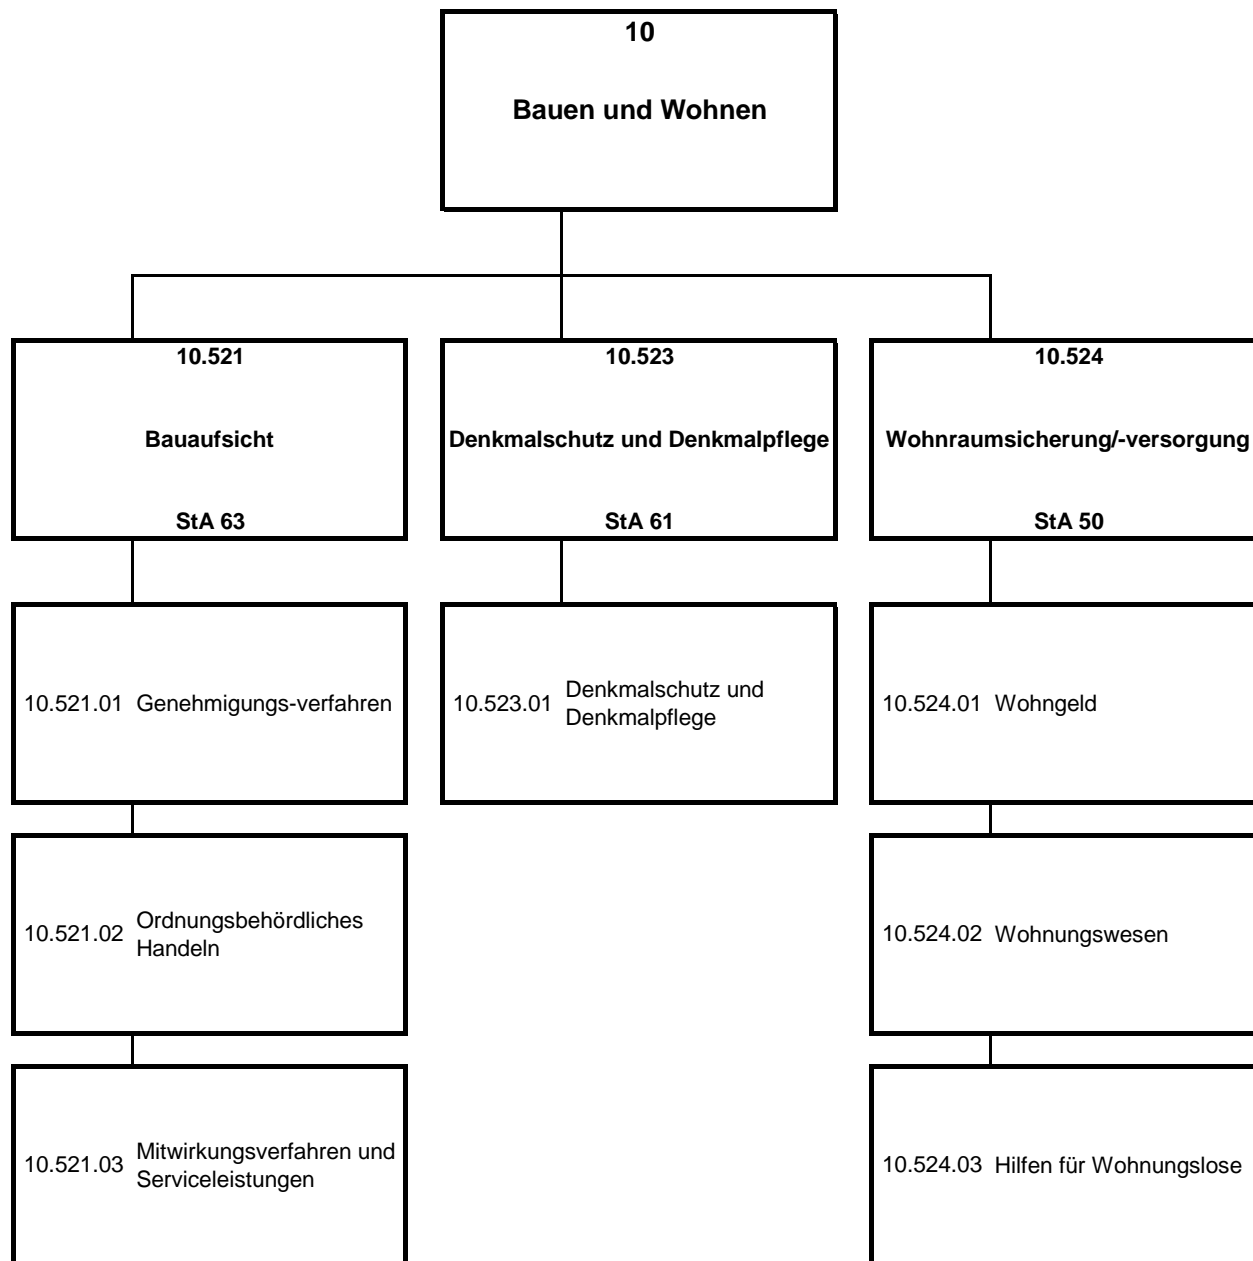 10
Bauen und Wohnen
10.521
Bauaufsicht
StA 63
10.523
Denkmalschutz und Denkmalpflege
StA 61
10.524
Wohnraumsicherung/-versorgung
StA 50
10.521.01 Genehmigungs-verfahren
10.523.01 Denkmalschutz und
Denkmalpflege
10.524.01 Wohngeld
10.521.02 Ordnungsbehördliches
Handeln
10.524.02 Wohnungswesen
10.521.03 Mitwirkungsverfahren und
Serviceleistungen
10.524.03 Hilfen für Wohnungslose